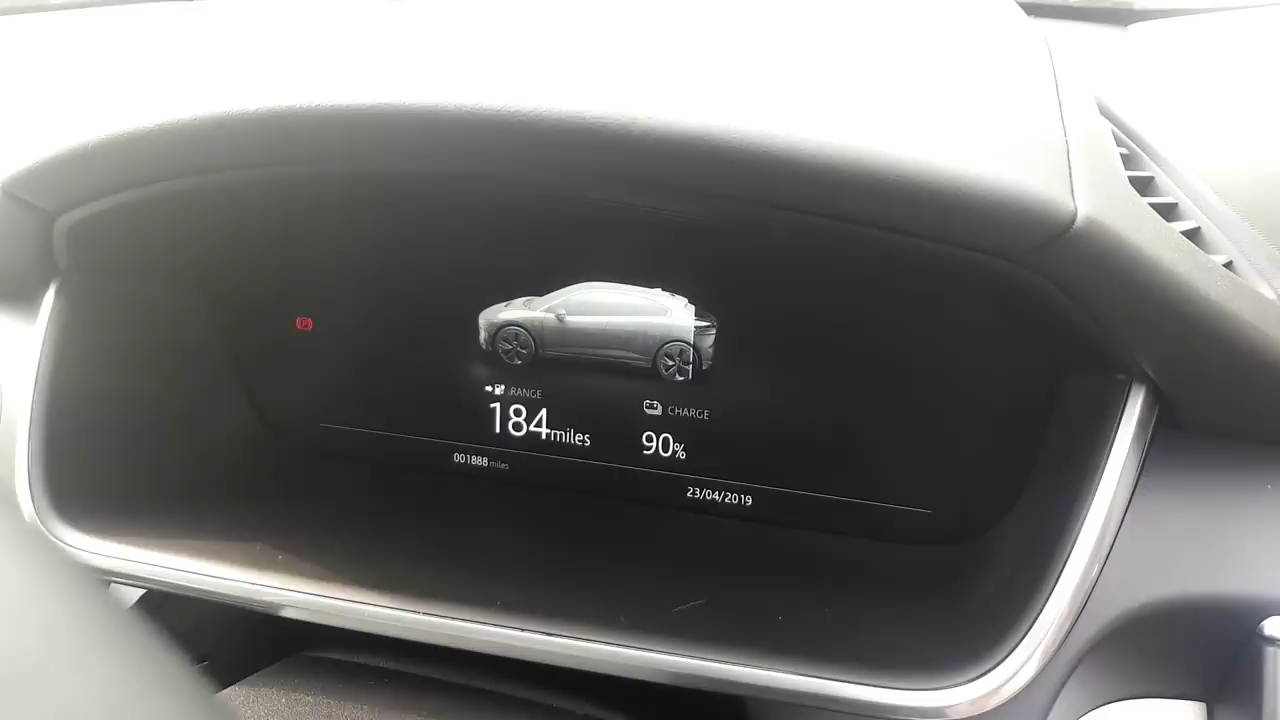 (P)
RANGE
184miles
CHARGE
90%
001888 miles
23/04/2019